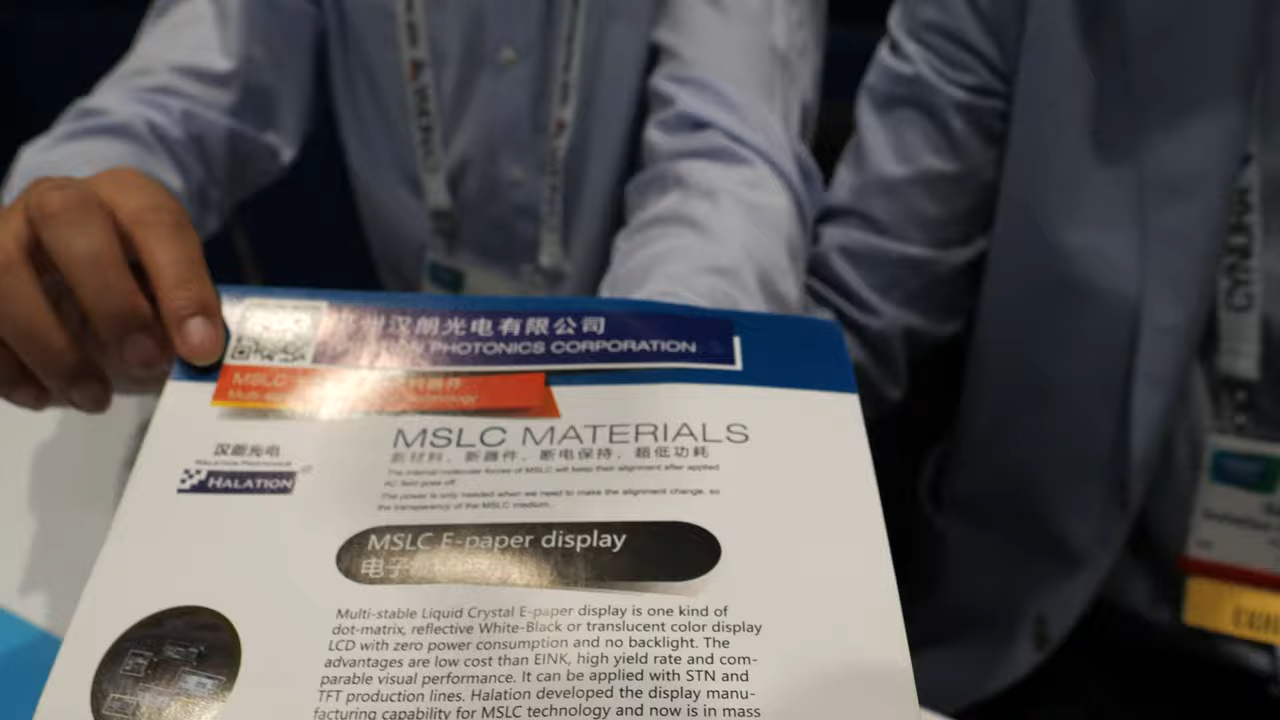 汉朗光电有限公司
PHOTONICS CORPORATION
MSLC
汉朗光电
HALATION
MSLC MATERIALS
新材料、新器件、断电保持、超低功耗
The internal molecular forces of MSLC will keep their alignment after applied
AC field goes off.
The power is only needed when we need to make the alignment change, so
the transparency of the MSLC medium.
MSLC E-paper display
电子
Multi-stable Liquid Crystal E-paper display is one kind of
dot-matrix, reflective White-Black or translucent color display
LCD with zero power consumption and no backlight. The
advantages are low cost than EINK, high yield rate and com-
parable visual performance. It can be applied with STN and
TFT production lines. Halation developed the display manu-
facturing capability for MSLC technology and now is in mass
CYNORA